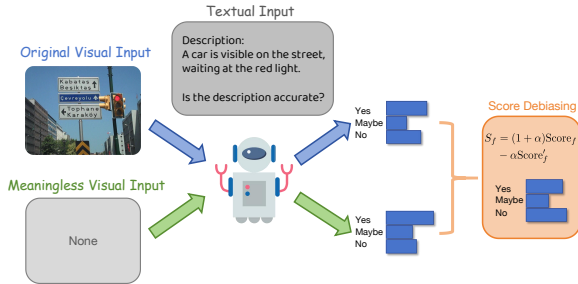 Textual Input
Original Visual Input
Description:
A car is visible on the street,
waiting at the red light.
Is the description accurate?
Kabataş
Beşiktaş
Tophane
Karaköy
Meaningless Visual Input
None
Yes
Maybe
No
Yes
Maybe
No
Score Debiasing
S_f = (1 + α)Score_f
− αScore′_f
Yes
Maybe
No